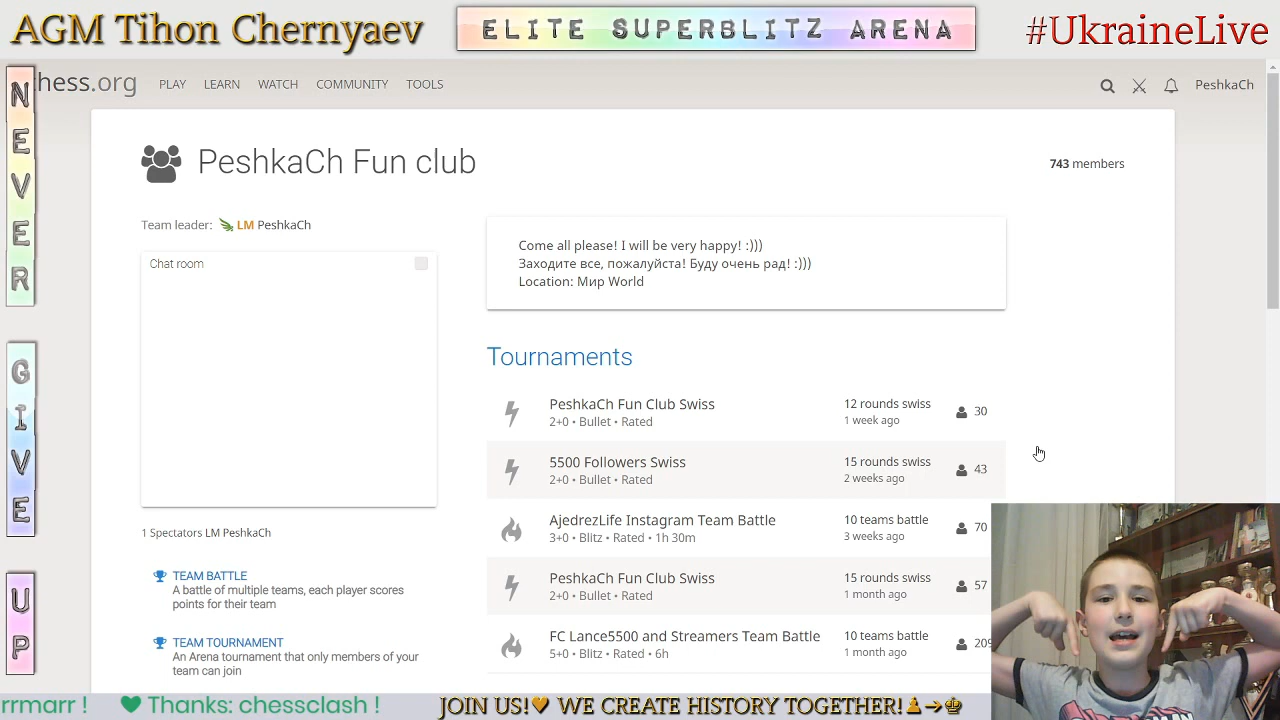 AGM Tihon Chernyaev
ELITE SUPERBLITZ ARENA
#UkraineLive
NEVER
GIVE
UP
hess.org
PLAY LEARN WATCH COMMUNITY TOOLS
PeshkaCh
PeshkaCh Fun club
743 members
Team leader: LM PeshkaCh
Chat room
Come all please! I will be very happy! :)))
Заходите все, пожалуйста! Буду очень рад! :)))
Location: Мир World
Tournaments
PeshkaCh Fun Club Swiss
2+0 • Bullet • Rated
12 rounds swiss
1 week ago
30
5500 Followers Swiss
2+0 • Bullet • Rated
15 rounds swiss
2 weeks ago
43
AjedrezLife Instagram Team Battle
3+0 • Blitz • Rated • 1h 30m
10 teams battle
3 weeks ago
70
PeshkaCh Fun Club Swiss
2+0 • Bullet • Rated
15 rounds swiss
1 month ago
57
FC Lance5500 and Streamers Team Battle
5+0 • Blitz • Rated • 6h
10 teams battle
1 month ago
209
1 Spectators LM PeshkaCh
TEAM BATTLE
A battle of multiple teams, each player scores
points for their team
TEAM TOURNAMENT
An Arena tournament that only members of your
team can join
rrmarr ! Thanks: chessclash !
JOIN US!🧡 WE CREATE HISTORY TOGETHER!♟→♚